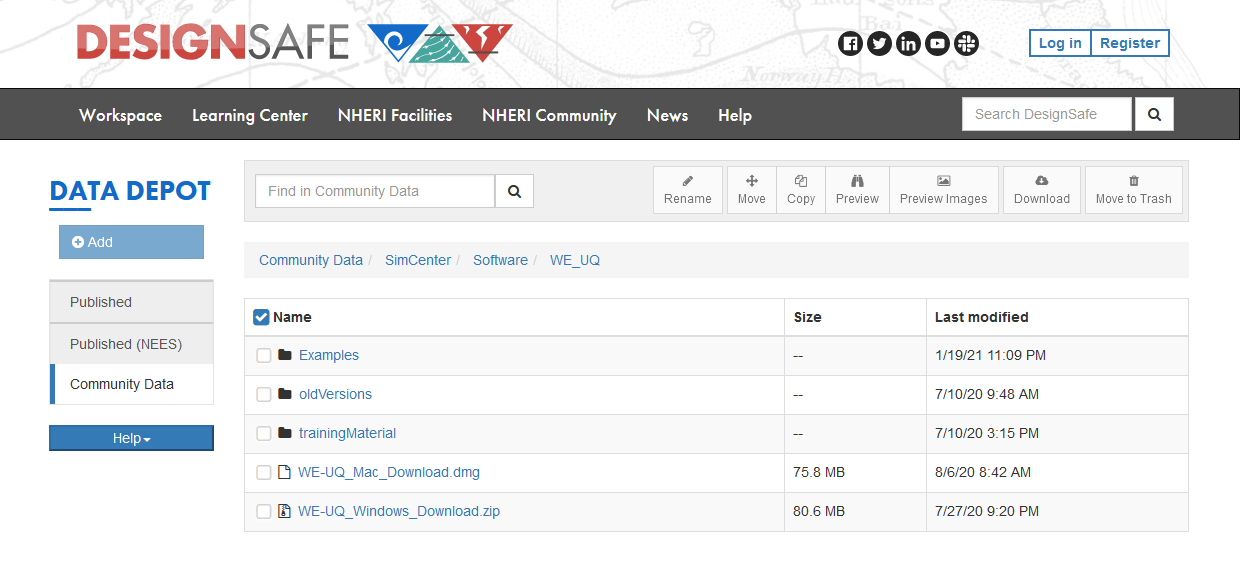 DESIGNSAFE
Log in Register
Norway H.
Workspace Learning Center NHERI Facilities NHERI Community News Help Search DesignSafe
DATA DEPOT
Add
Published
Published (NEES)
Community Data
Help
Find in Community Data
Rename Move Copy Preview Preview Images Download Move to Trash
Community Data / SimCenter / Software / WE_UQ
Name Size Last modified
Examples -- 1/19/21 11:09 PM
oldVersions -- 7/10/20 9:48 AM
trainingMaterial -- 7/10/20 3:15 PM
WE-UQ_Mac_Download.dmg 75.8 MB 8/6/20 8:42 AM
WE-UQ_Windows_Download.zip 80.6 MB 7/27/20 9:20 PM